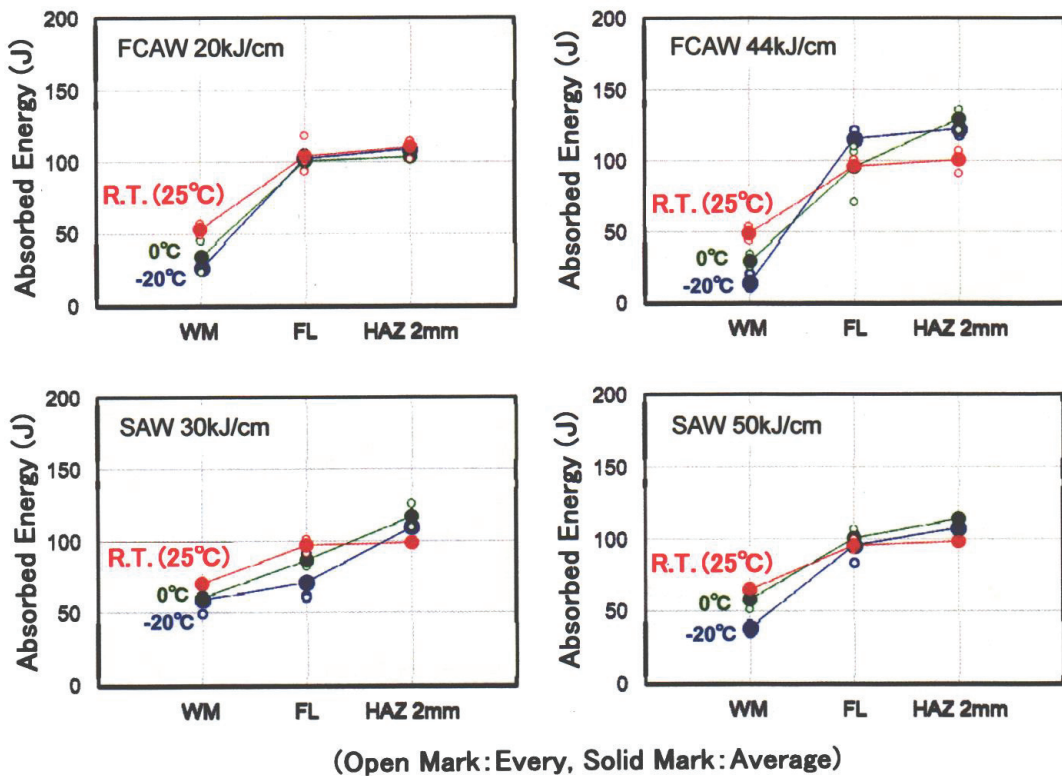 200
150
100
50
0
Absorbed Energy (J)
FCAW 20kJ/cm
R.T. (25℃)
0℃
-20℃
WM FL HAZ 2mm
200
150
100
50
0
Absorbed Energy (J)
FCAW 44kJ/cm
R.T. (25℃)
0℃
-20℃
WM FL HAZ 2mm
200
150
100
50
0
Absorbed Energy (J)
SAW 30kJ/cm
R.T. (25℃)
0℃
-20℃
WM FL HAZ 2mm
200
150
100
50
0
Absorbed Energy (J)
SAW 50kJ/cm
R.T. (25℃)
0℃
-20℃
WM FL HAZ 2mm
(Open Mark:Every, Solid Mark:Average)